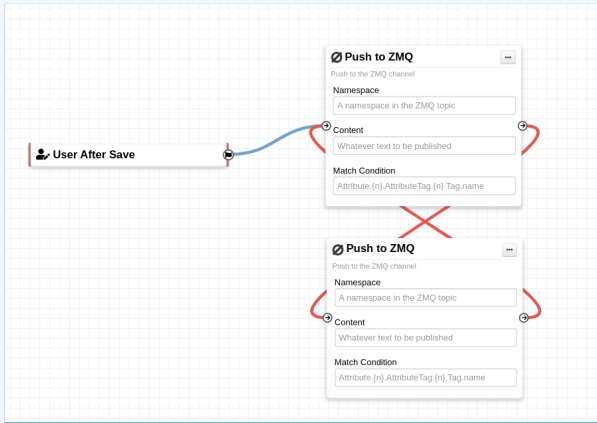 Push to ZMQ
Push to the ZMQ channel
Namespace
A namespace in the ZMQ topic
Content
Whatever text to be published
Match Condition
Attribute.{n}.AttributeTag.{n}.Tag.name
User After Save
Push to ZMQ
Push to the ZMQ channel
Namespace
A namespace in the ZMQ topic
Content
Whatever text to be published
Match Condition
Attribute.{n}.AttributeTag.{n}.Tag.name